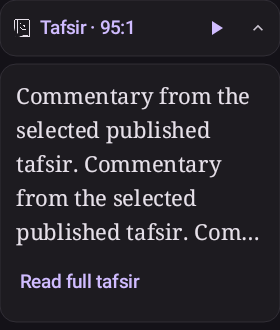 Tafsir · 95:1
Commentary from the
selected published
tafsir. Commentary
from the selected
published tafsir. Com...
Read full tafsir